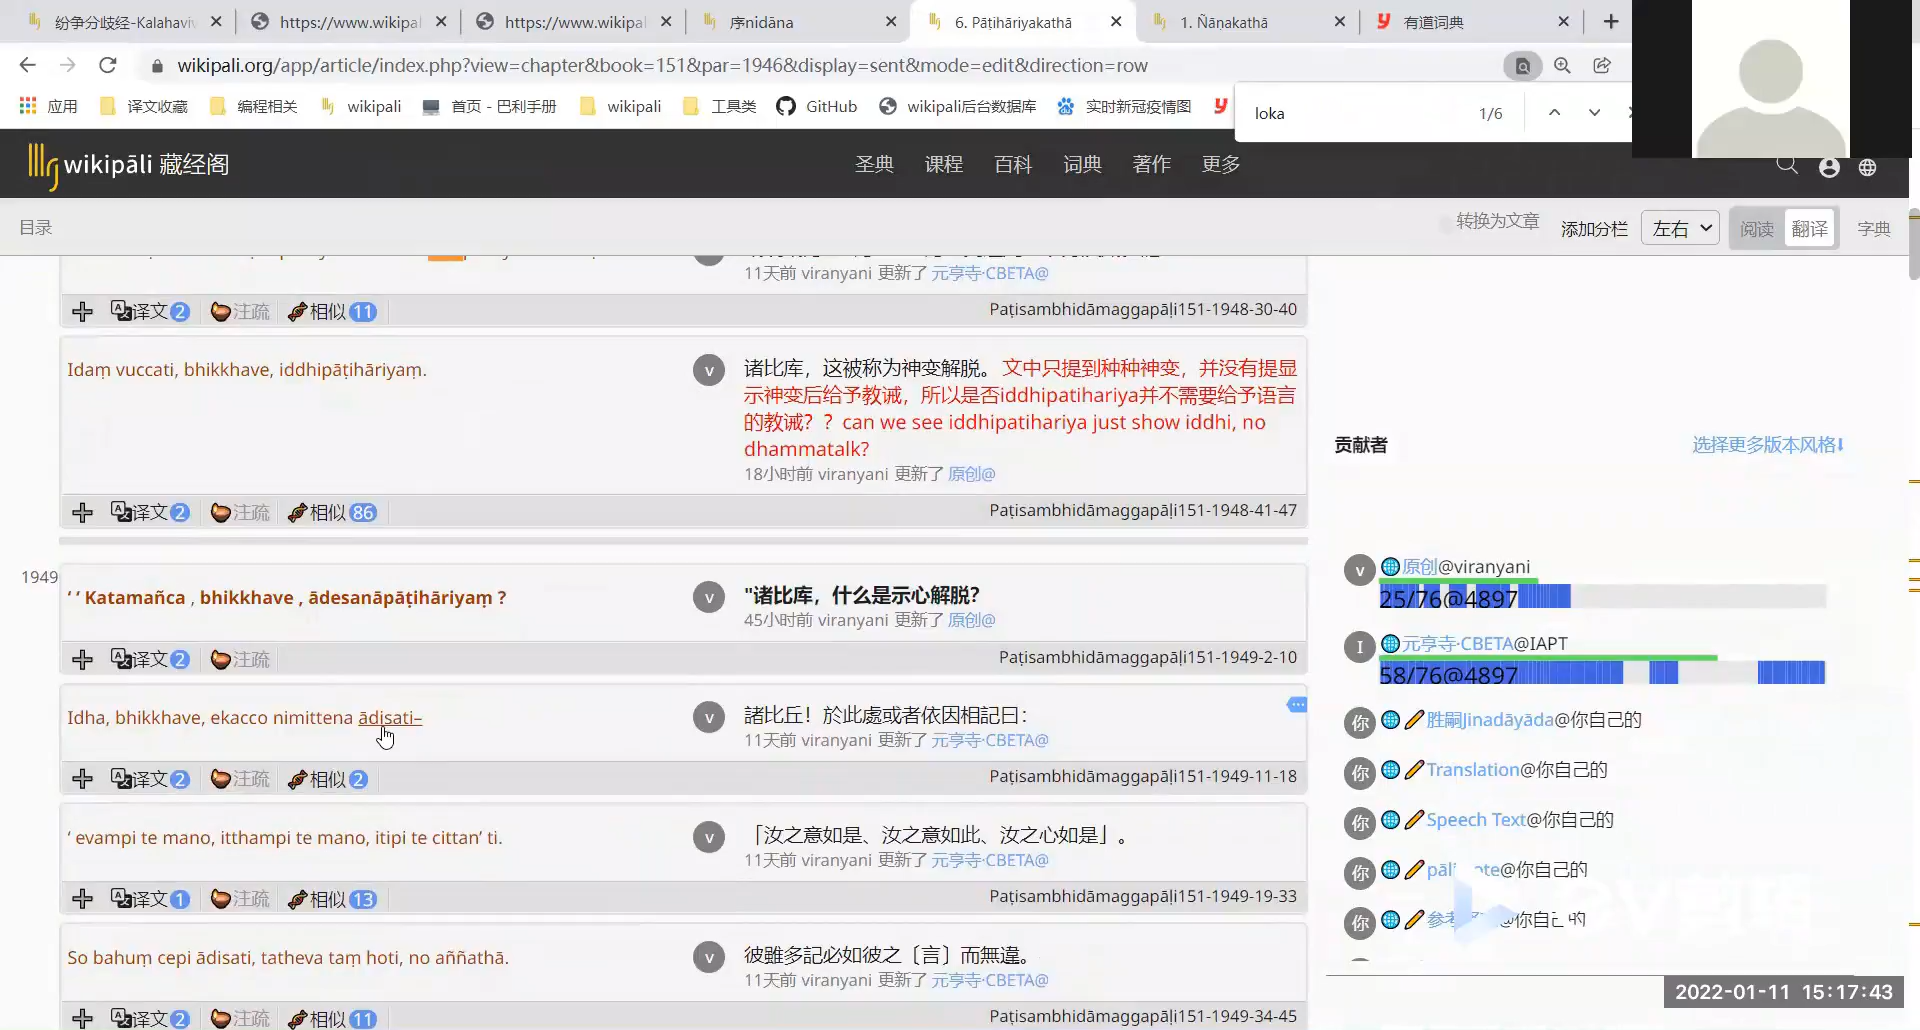 纷争分歧经-Kalahaviv
https://www.wikipal
https://www.wikipal
序nidāna
6. Pāṭihāriyakathā
1. Ñāṇakathā
有道词典
wikipali.org/app/article/index.php?view=chapter&book=151&par=1946&display=sent&mode=edit&direction=row
应用
译文收藏
编程相关
wikipali
首页 - 巴利手册
wikipali
工具类
GitHub
wikipali后台数据库
实时新冠疫情图
loka
1/6
wikipāli 藏经阁
圣典
课程
百科
词典
著作
更多
目录
转换为文章
添加分栏
左右
阅读
翻译
字典
11天前 viranyani 更新了 元亨寺·CBETA@
译文 2
注疏
相似 11
Paṭisambhidāmaggapāḷi151-1948-30-40
Idaṃ vuccati, bhikkhave, iddhipāṭihāriyaṃ.
v
诸比库，这被称为神变解脱。文中只提到种种神变，并没有提显
示神变后给予教诫，所以是否iddhipatihariya并不需要给予语言
的教诫？？can we see iddhipatihariya just show iddhi, no
dhammatalk?
18小时前 viranyani 更新了 原创@
译文 2
注疏
相似 86
Paṭisambhidāmaggapāḷi151-1948-41-47
1949
‘ ‘ Katamañca , bhikkhave , ādesanāpāṭihāriyaṃ ?
v
"诸比库，什么是示心解脱？
45小时前 viranyani 更新了 原创@
译文 2
注疏
Paṭisambhidāmaggapāḷi151-1949-2-10
Idha, bhikkhave, ekacco nimittena ādisati–
v
諸比丘！於此處或者依因相記曰：
11天前 viranyani 更新了 元亨寺·CBETA@
译文 2
注疏
相似 2
Paṭisambhidāmaggapāḷi151-1949-11-18
‘ evampi te mano, itthampi te mano, itipi te cittan’ ti.
v
「汝之意如是、汝之意如此、汝之心如是」。
11天前 viranyani 更新了 元亨寺·CBETA@
译文 1
注疏
相似 13
Paṭisambhidāmaggapāḷi151-1949-19-33
So bahuṃ cepi ādisati, tatheva taṃ hoti, no aññathā.
v
彼雖多記必如彼之〔言〕而無違。
11天前 viranyani 更新了 元亨寺·CBETA@
译文 2
注疏
相似 11
Paṭisambhidāmaggapāḷi151-1949-34-45
贡献者
选择更多版本风格⬇
v
原创@viranyani
25/76@4897
I
元亨寺·CBETA@IAPT
58/76@4897
你
胜嗣Jinadāyāda@你自己的
你
Translation@你自己的
你
Speech Text@你自己的
你
@你自己的
你
参考
的
2022-01-11 15:17:43